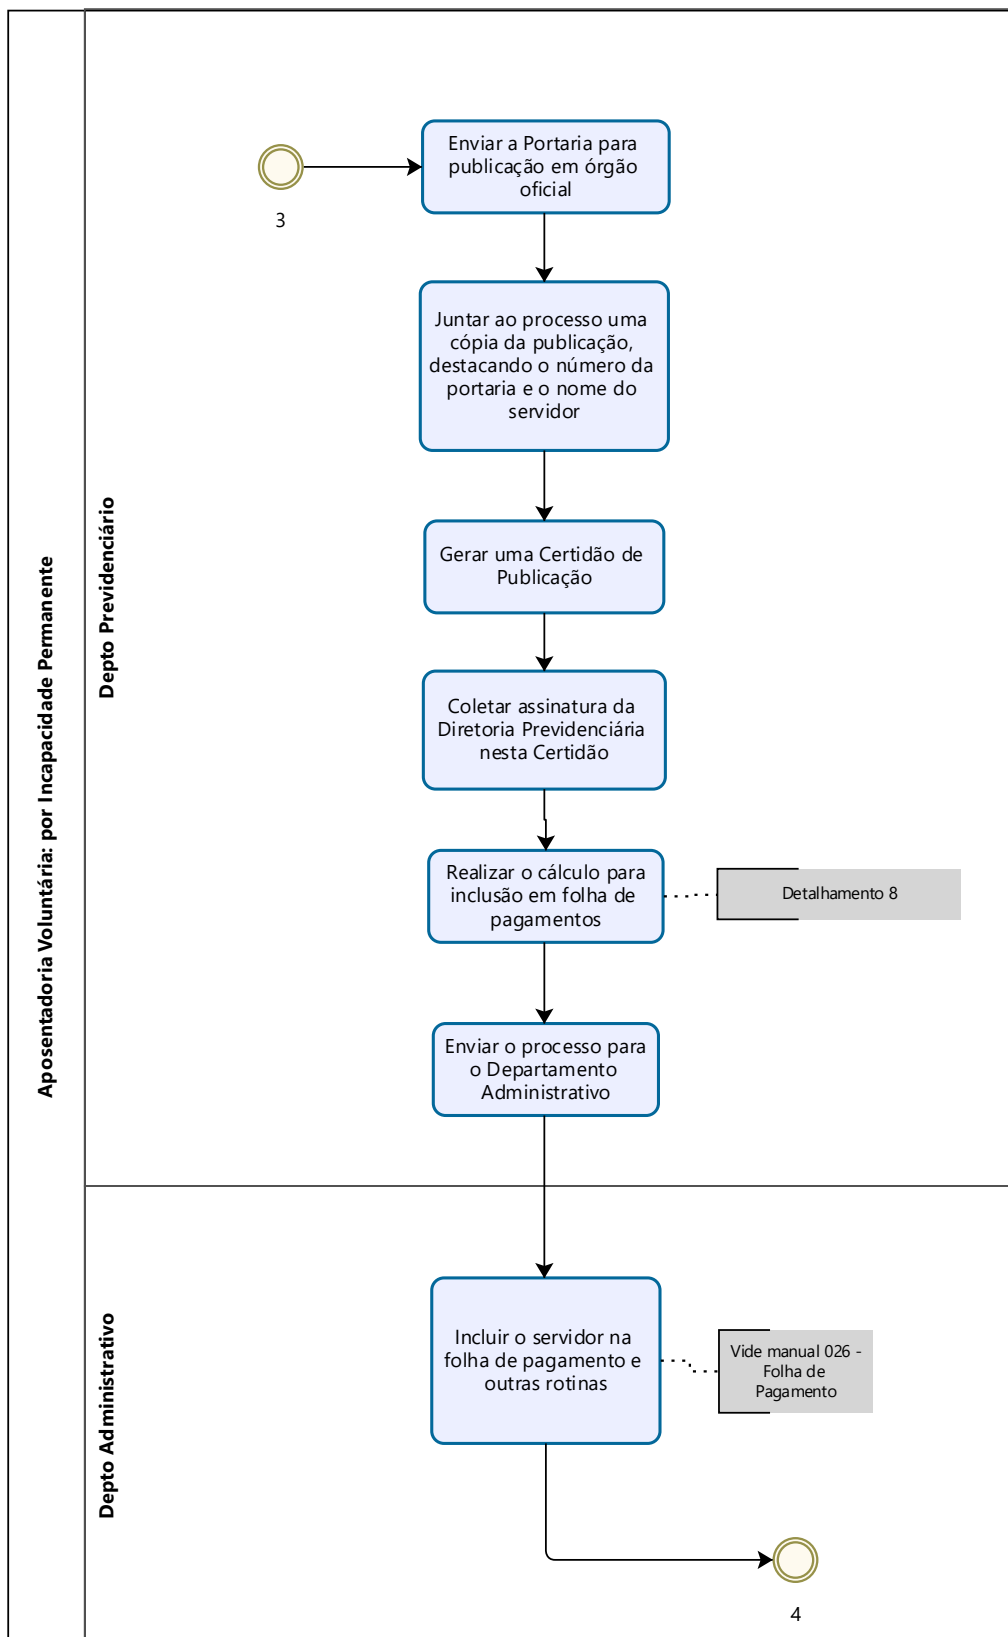 Aposentadoria Voluntária: por Incapacidade Permanente
Depto Previdenciário
3
Enviar a Portaria para
publicação em órgão
oficial
Juntar ao processo uma
cópia da publicação,
destacando o número da
portaria e o nome do
servidor
Gerar uma Certidão de
Publicação
Coletar assinatura da
Diretoria Previdenciária
nesta Certidão
Realizar o cálculo para
inclusão em folha de
pagamentos
Detalhamento 8
Enviar o processo para
o Departamento
Administrativo
Depto Administrativo
Incluir o servidor na
folha de pagamento e
outras rotinas
Vide manual 026 -
Folha de
Pagamento
4